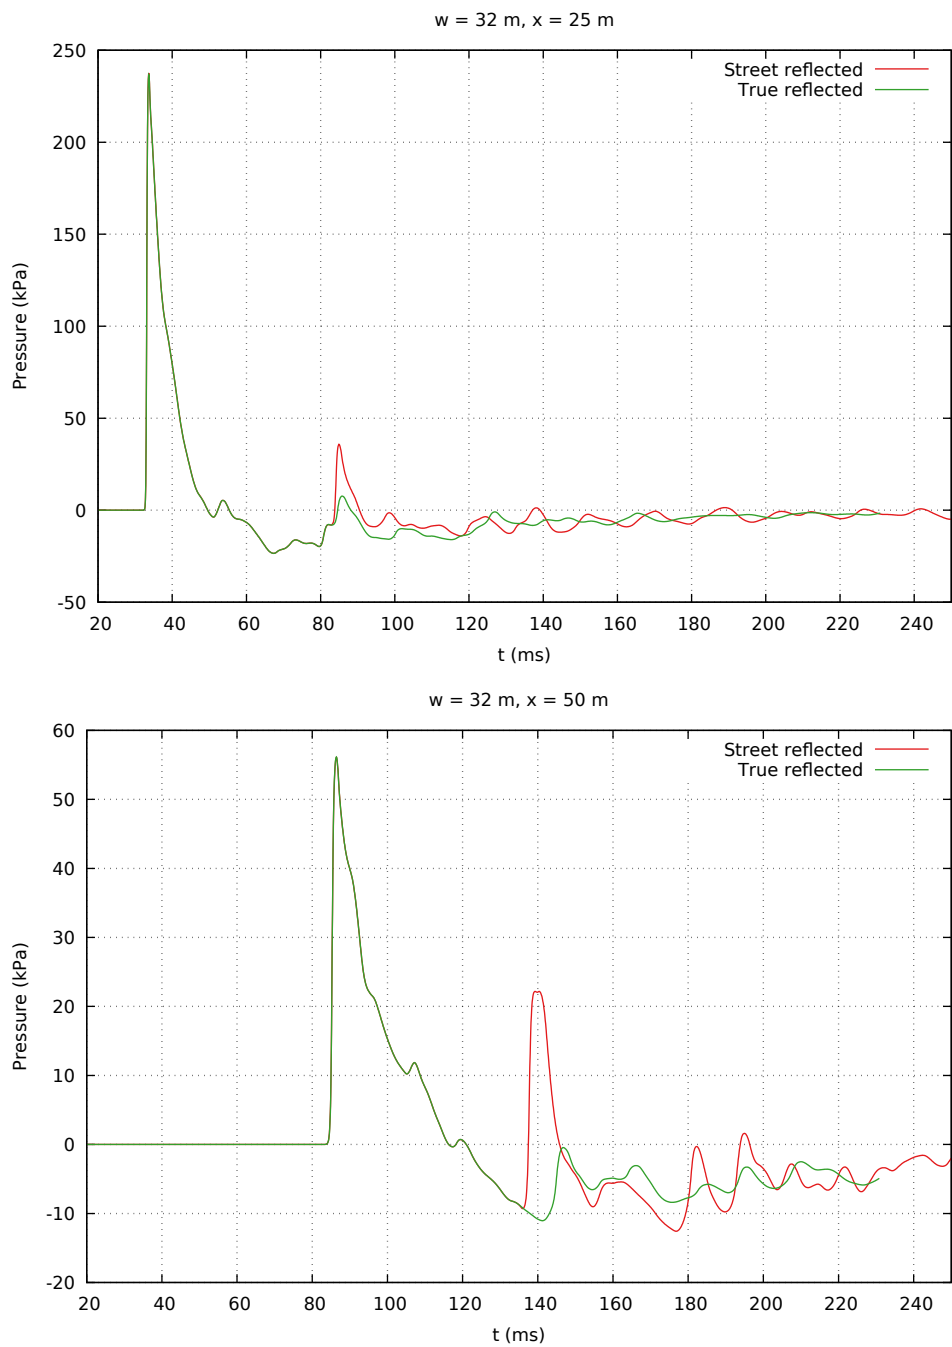 w = 32 m, x = 25 m
250
200
150
100
50
0
-50
Pressure (kPa)
Street reflected
True reflected
20 40 60 80 100 120 140 160 180 200 220 240
t (ms)
w = 32 m, x = 50 m
60
50
40
30
20
10
0
-10
-20
Pressure (kPa)
Street reflected
True reflected
20 40 60 80 100 120 140 160 180 200 220 240
t (ms)